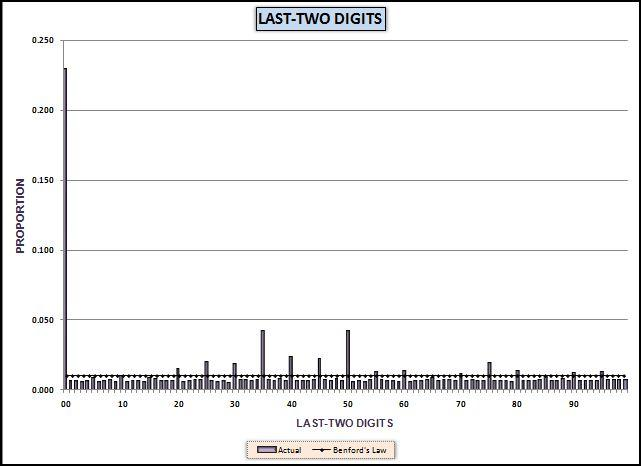 LAST-TWO DIGITS
0.250
0.200
0.150
0.100
0.050
0.000
PROPORTION
00 10 20 30 40 50 60 70 80 90
LAST-TWO DIGITS
Actual Benford's Law